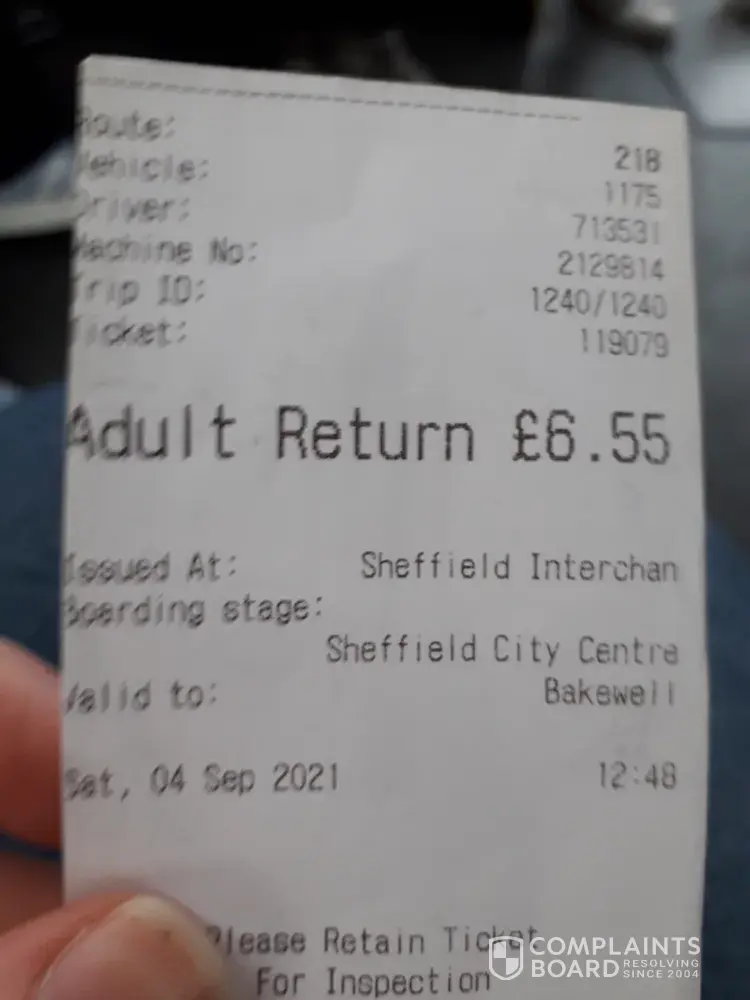 Route: 218
Vehicle: 1175
Driver: 713531
Machine No: 2129814
Trip ID: 1240/1240
Ticket: 119079
Adult Return £6.55
Issued At: Sheffield Interchan
Boarding stage:
Sheffield City Centre
Valid to: Bakewell
Sat, 04 Sep 2021 12:48
Please Retain Ticket
For Inspection
COMPLAINTS
BOARD RESOLVING
SINCE 2004